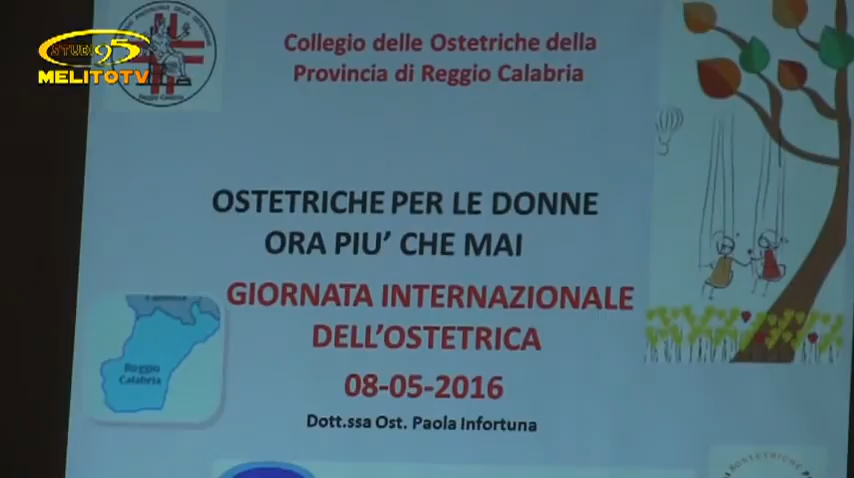 STUDIO 95
MELITOTV
Collegio delle Ostetriche della
Provincia di Reggio Calabria
OSTETRICHE PER LE DONNE
ORA PIU' CHE MAI
GIORNATA INTERNAZIONALE
DELL'OSTETRICA
08-05-2016
Dott.ssa Ost. Paola Infortuna
Reggio
Calabria